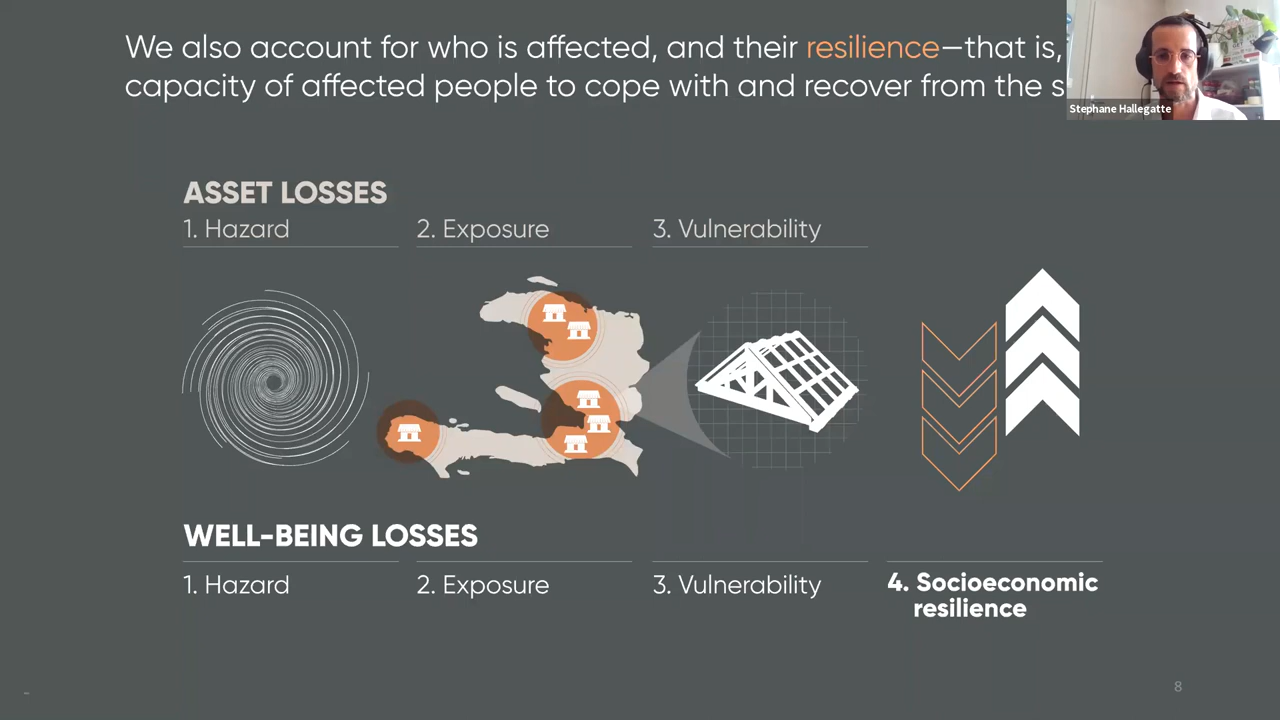 We also account for who is affected, and their resilience—that is,
capacity of affected people to cope with and recover from the s
Stephane Hallegatte
ASSET LOSSES
1. Hazard
2. Exposure
3. Vulnerability
WELL-BEING LOSSES
1. Hazard
2. Exposure
3. Vulnerability
4. Socioeconomic
resilience
8